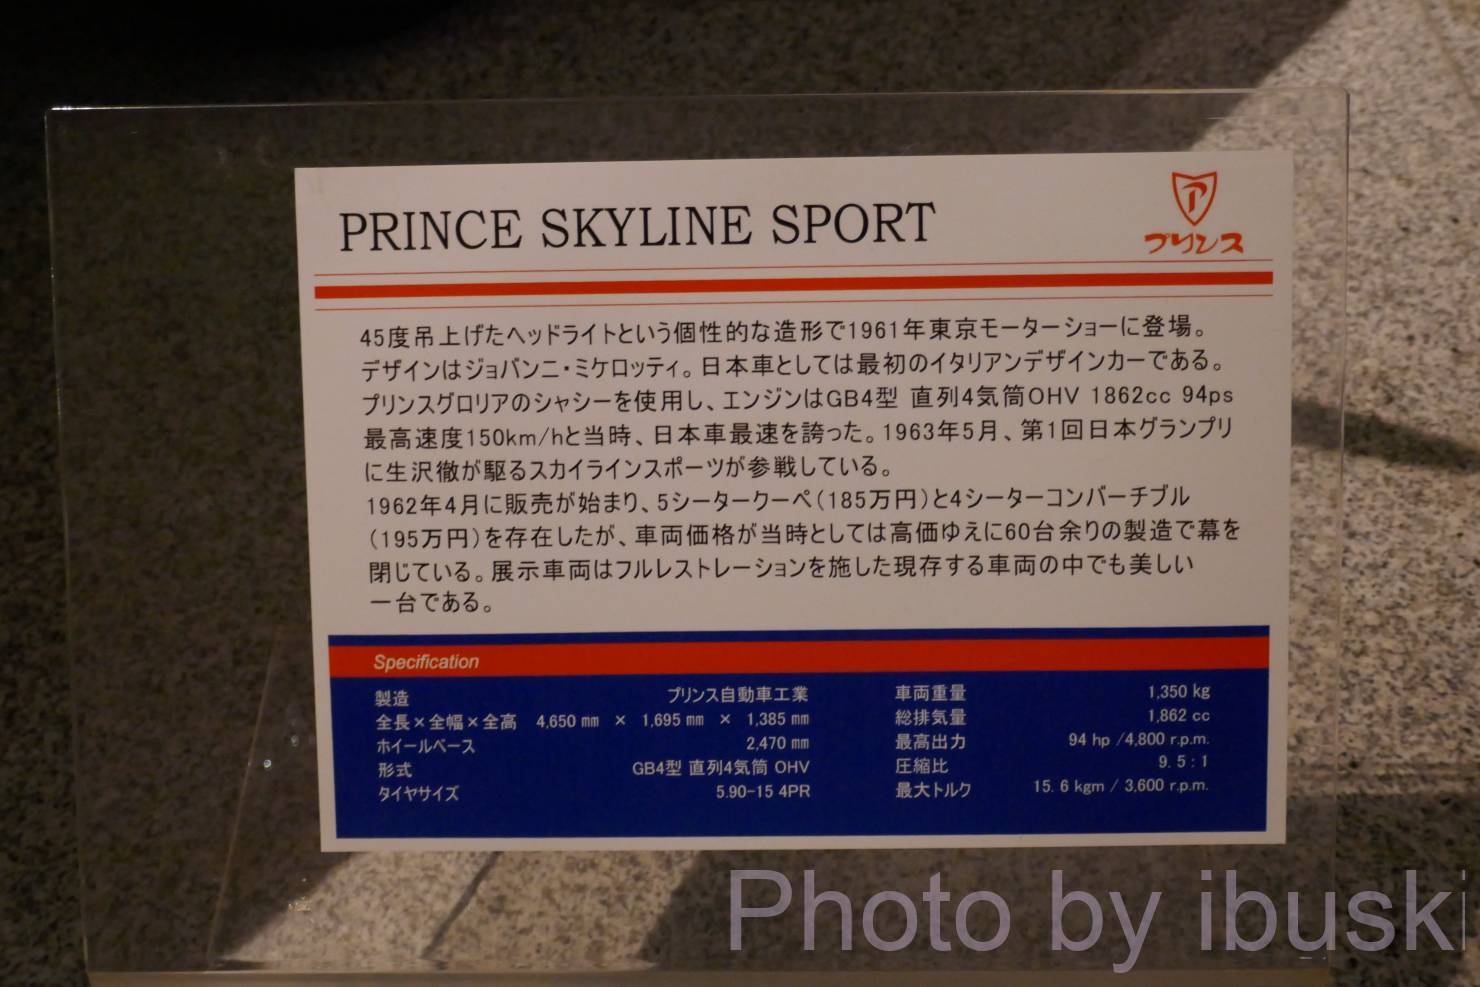 PRINCE SKYLINE SPORT
プリンス
45度吊上げたヘッドライトという個性的な造形で1961年東京モーターショーに登場。
デザインはジョバンニ・ミケロッティ。日本車としては最初のイタリアンデザインカーである。
プリンスグロリアのシャシーを使用し、エンジンはGB4型 直列4気筒OHV 1862cc 94ps
最高速度150km/hと当時、日本車最速を誇った。1963年5月、第1回日本グランプリ
に生沢徹が駆るスカイラインスポーツが参戦している。
1962年4月に販売が始まり、5シータークーペ(185万円)と4シーターコンバーチブル
(195万円)を存在したが、車両価格が当時としては高価ゆえに60台余りの製造で幕を
閉じている。展示車両はフルレストレーションを施した現存する車両の中でも美しい
一台である。
Specification
製造 プリンス自動車工業
全長×全幅×全高 4,650 mm × 1,695 mm × 1,385 mm
ホイールベース 2,470 mm
形式 GB4型 直列4気筒 OHV
タイヤサイズ 5.90-15 4PR
車両重量 1,350 kg
総排気量 1,862 cc
最高出力 94 hp /4,800 r.p.m.
圧縮比 9. 5 : 1
最大トルク 15. 6 kgm / 3,600 r.p.m.
Photo by ibuski